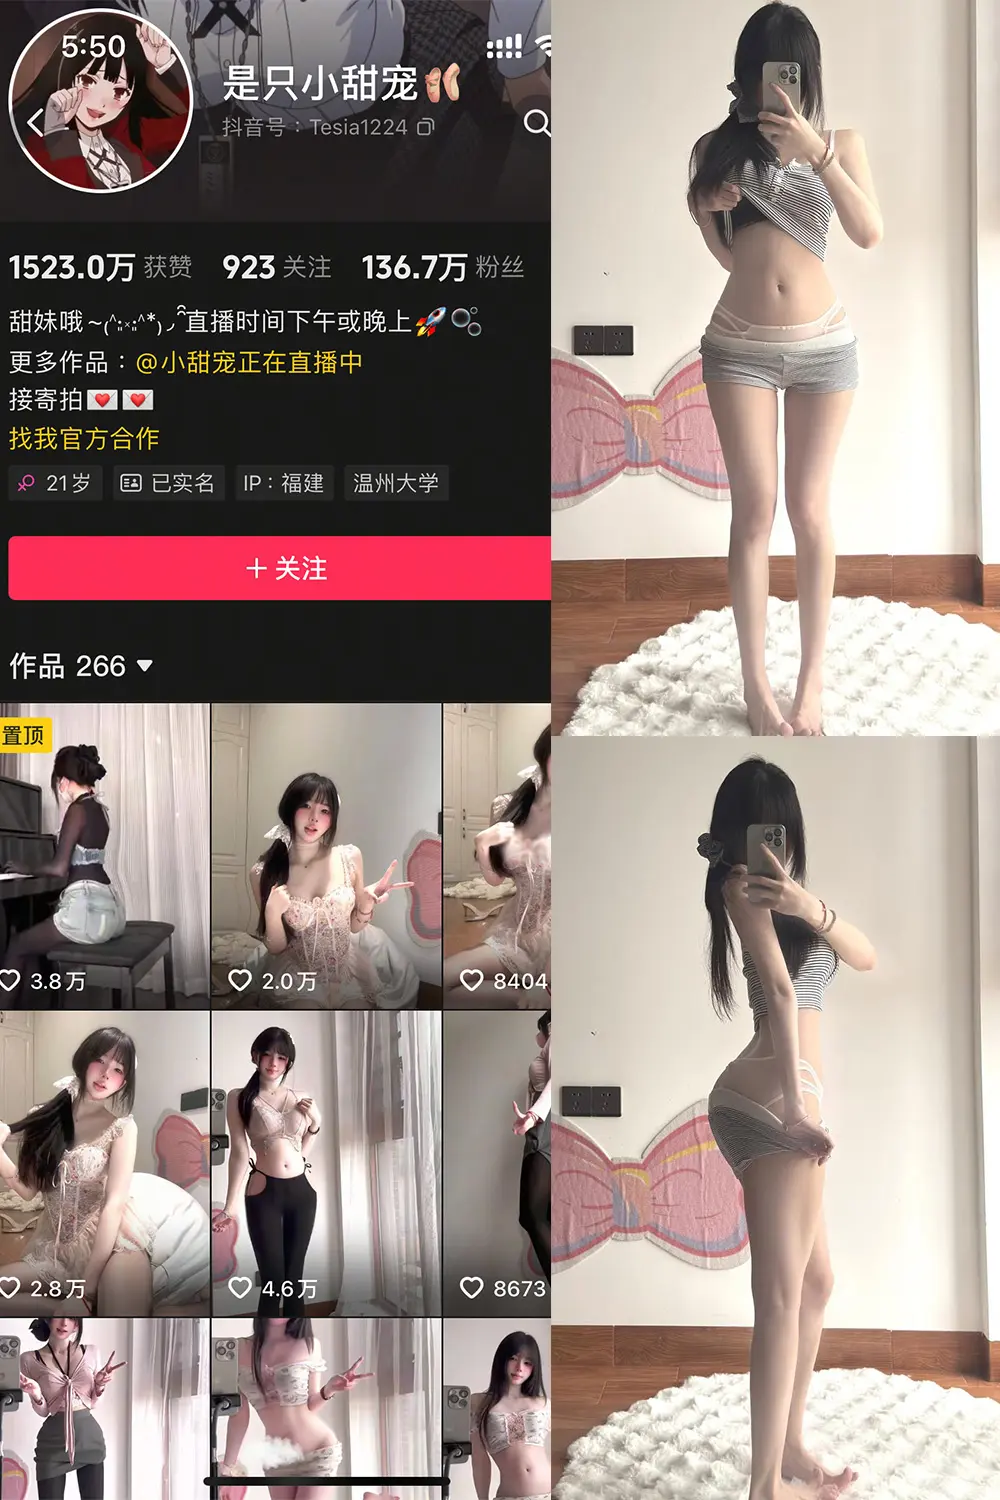 5:50
是只小甜宠
抖音号：Tesia1224
1523.0万 获赞 923 关注 136.7万 粉丝
甜妹哦~直播时间下午或晚上
更多作品：@小甜宠正在直播中
接寄拍
找我官方合作
21岁 已实名 IP：福建 温州大学
+ 关注
作品 266
置顶
3.8万 2.0万 8404
2.8万 4.6万 8673